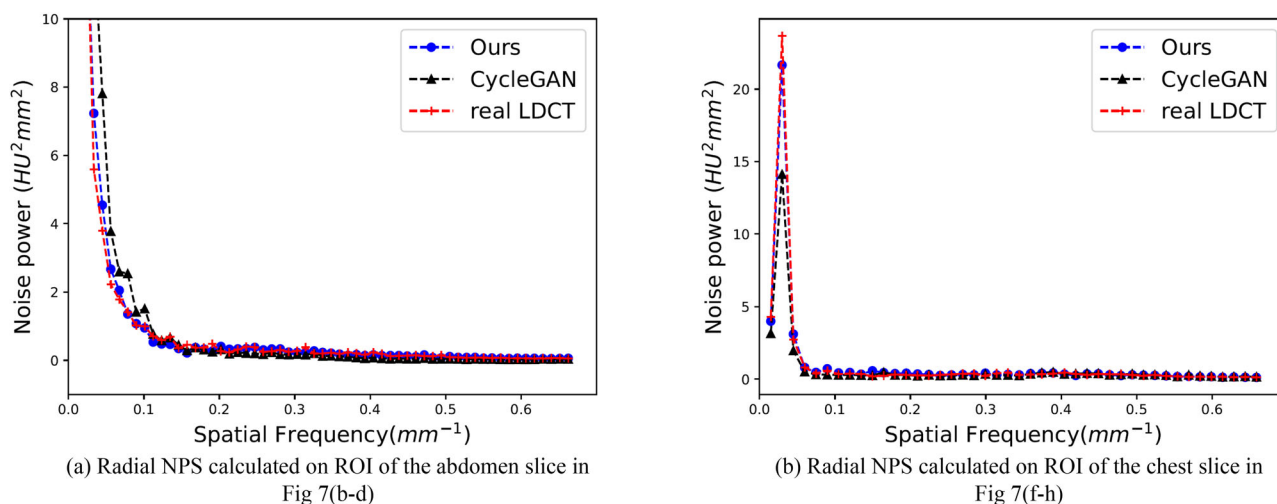 10
8
6
4
2
0
Noise power (HU²mm²)
Ours
CycleGAN
real LDCT
0.0 0.1 0.2 0.3 0.4 0.5 0.6
Spatial Frequency(mm⁻¹)
(a) Radial NPS calculated on ROI of the abdomen slice in
Fig 7(b-d)
20
15
10
5
0
Noise power (HU²mm²)
Ours
CycleGAN
real LDCT
0.0 0.1 0.2 0.3 0.4 0.5 0.6
Spatial Frequency(mm⁻¹)
(b) Radial NPS calculated on ROI of the chest slice in
Fig 7(f-h)